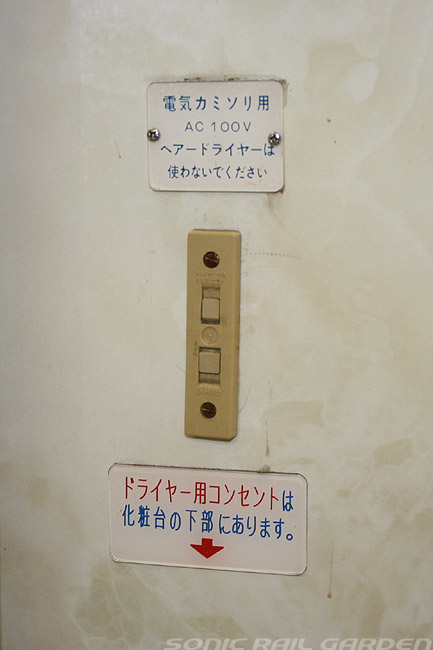 電気カミソリ用
AC 100V
ヘアードライヤーは
使わないでください
ドライヤー用コンセントは
化粧台の下部にあります。
SONIC RAIL GARDEN